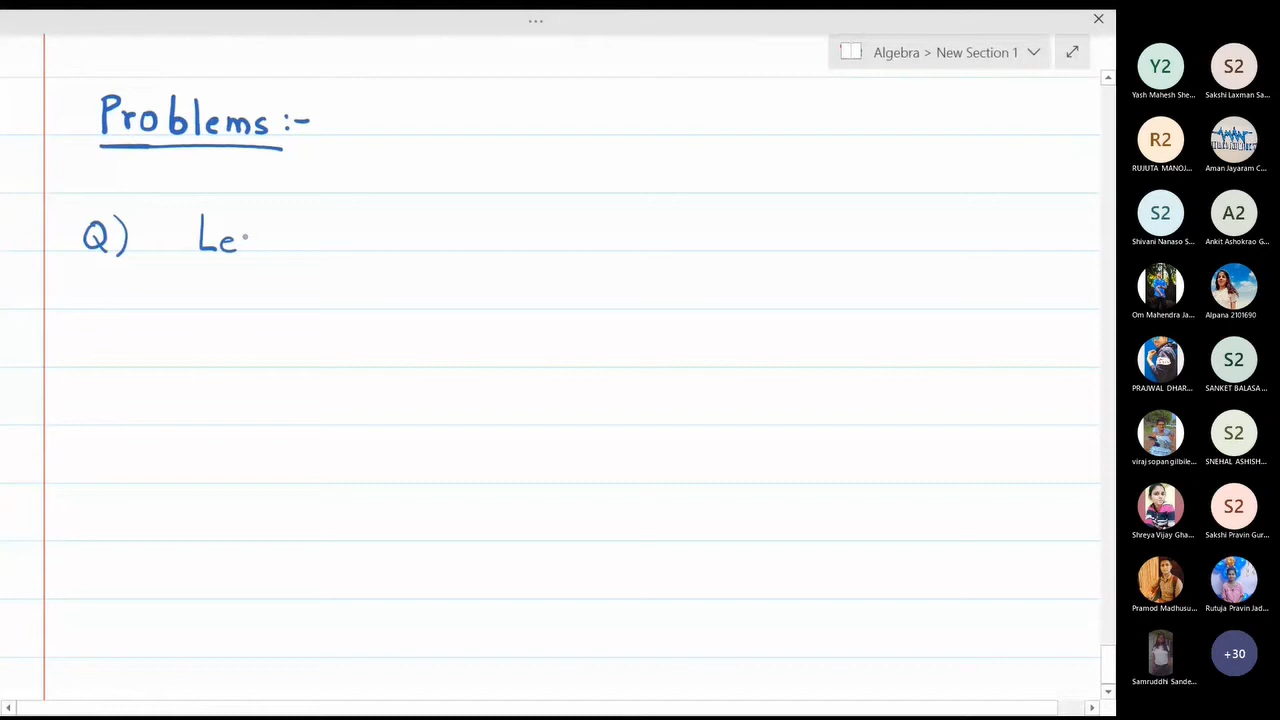 Algebra > New Section 1
Problems :-
Q) Le
Y2 S2
Yash Mahesh She... Sakshi Laxman Sa...
R2 AMAN
RUJUTA MANOJ... Aman Jayaram C...
S2 A2
Shivani Nanaso S... Ankit Ashokrao G...
Om Mahendra Ja... Alpana 2101690
S2
PRAJWAL DHAR... SANKET BALASA...
S2
viraj sopan gilbile... SNEHAL ASHISH...
S2
Shreya Vijay Gha... Sakshi Pravin Gur...
Pramod Madhusu... Rutuja Pravin Jad...
+30
Samruddhi Sande...